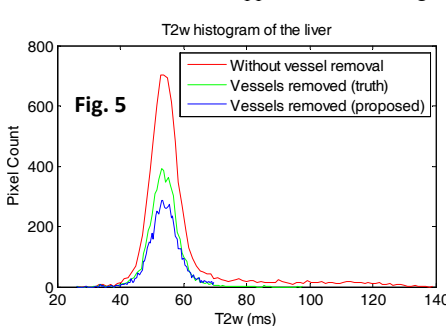 T2w histogram of the liver
800
600
400
200
0
Pixel Count
Fig. 5
Without vessel removal
Vessels removed (truth)
Vessels removed (proposed)
20 40 60 80 100 120 140
T2w (ms)